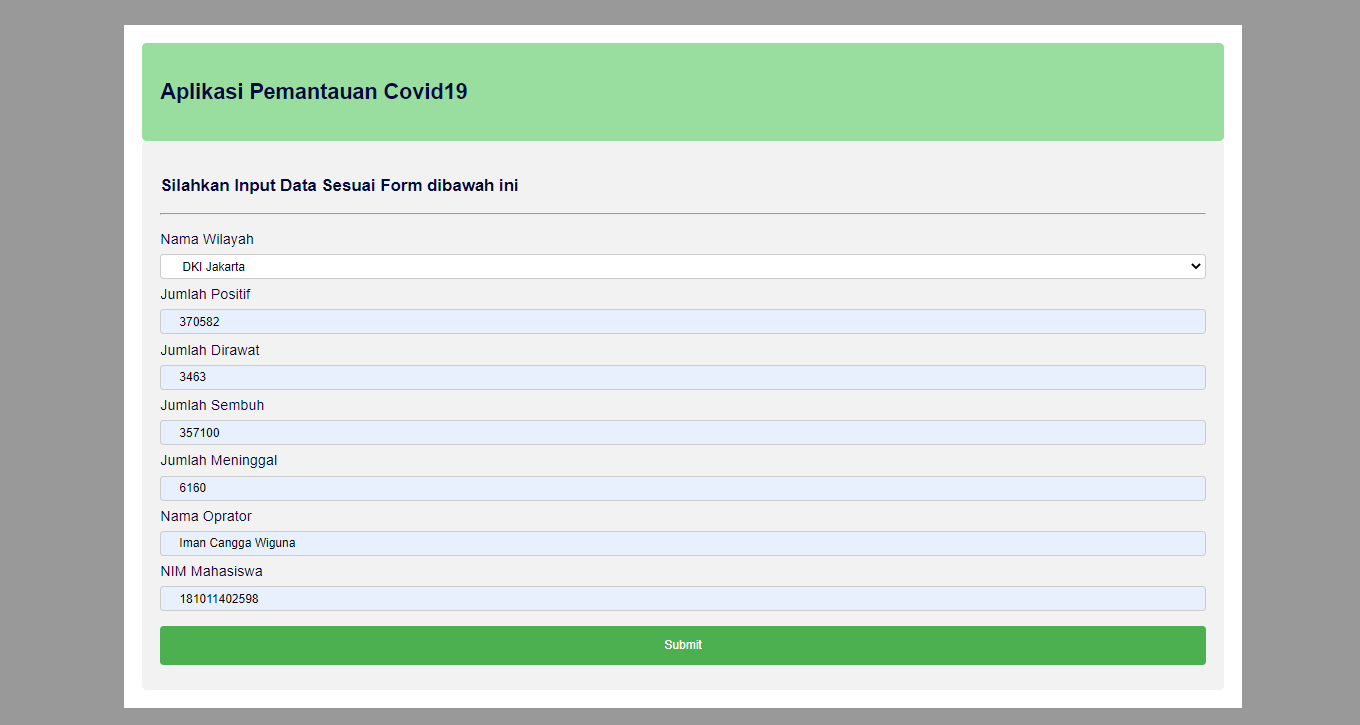 Aplikasi Pemantauan Covid19
Silahkan Input Data Sesuai Form dibawah ini
Nama Wilayah
DKI Jakarta
Jumlah Positif
370582
Jumlah Dirawat
3463
Jumlah Sembuh
357100
Jumlah Meninggal
6160
Nama Oprator
Iman Cangga Wiguna
NIM Mahasiswa
181011402598
Submit